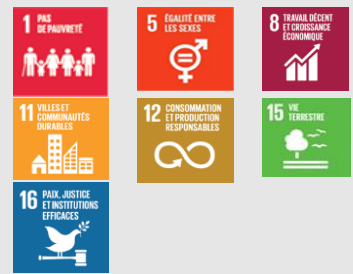 1 PAS
DE PAUVRETÉ
5 ÉGALITÉ ENTRE
LES SEXES
8 TRAVAIL DÉCENT
ET CROISSANCE
ÉCONOMIQUE
11 VILLES ET
COMMUNAUTÉS
DURABLES
12 CONSOMMATION
ET PRODUCTION
RESPONSABLES
15 VIE
TERRESTRE
16 PAIX, JUSTICE
ET INSTITUTIONS
EFFICACES